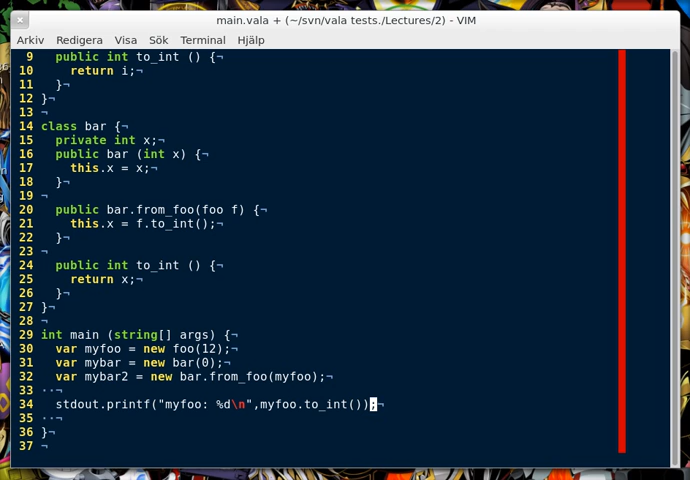 main.vala + (~/svn/vala tests./Lectures/2) - VIM
Arkiv Redigera Visa Sök Terminal Hjälp
9 public int to_int () {¬
10 return i;¬
11 }¬
12 }¬
13 ¬
14 class bar {¬
15 private int x;¬
16 public bar (int x) {¬
17 this.x = x;¬
18 }¬
19 ¬
20 public bar.from_foo(foo f) {¬
21 this.x = f.to_int();¬
22 }¬
23 ¬
24 public int to_int () {¬
25 return x;¬
26 }¬
27 }¬
28 ¬
29 int main (string[] args) {¬
30 var myfoo = new foo(12);¬
31 var mybar = new bar(0);¬
32 var mybar2 = new bar.from_foo(myfoo);¬
33 ··¬
34 stdout.printf("myfoo: %d\n",myfoo.to_int());¬
35 ··¬
36 }¬
37 ¬